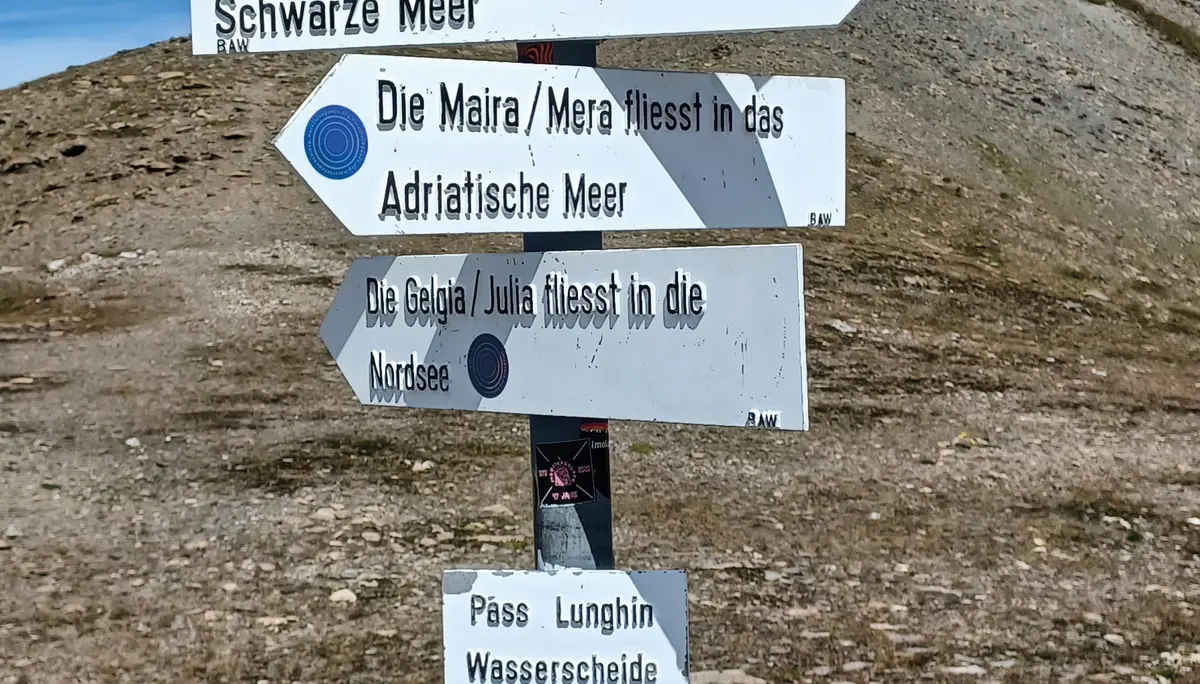 Schwarze Meer
BAW
Die Maira/Mera fliesst in das
Adriatische Meer
BAW
Die Gelgia/Julia fliesst in die
Nordsee
BAW
Pass Lunghin
Wasserscheide